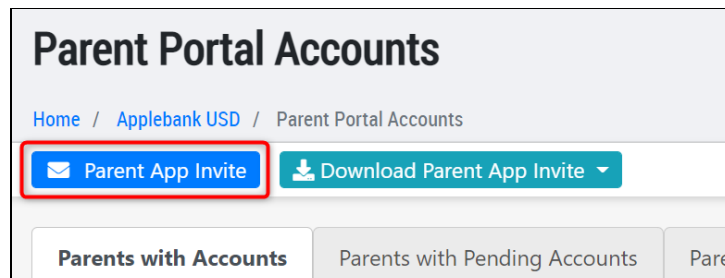 Parent Portal Accounts
Home / Applebank USD / Parent Portal Accounts
Parent App Invite Download Parent App Invite
Parents with Accounts Parents with Pending Accounts